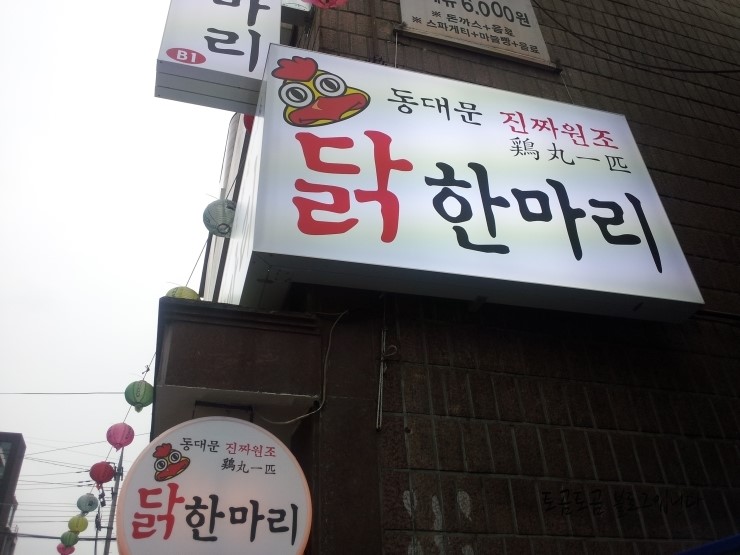 마리
B1
6,000원
※ 돈까스+음료
※ 스파게티+마늘빵+음료
동대문 진짜원조
鷄丸一匹
닭한마리
동대문 진짜원조
鷄丸一匹
닭한마리